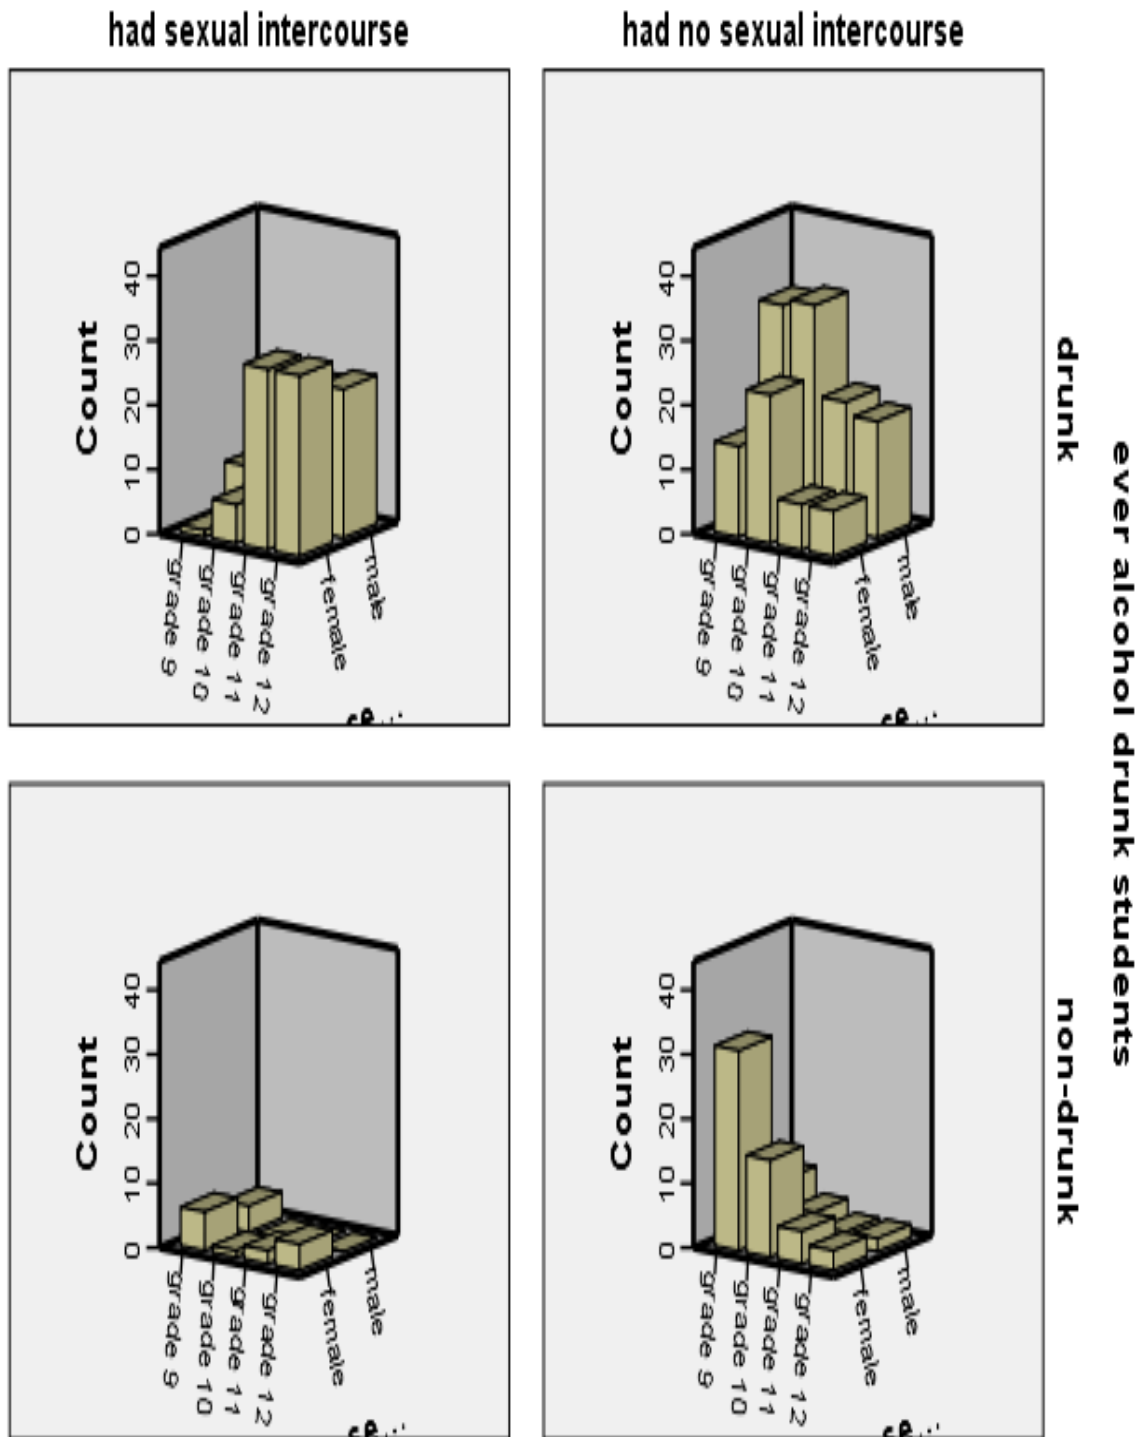 had sexual intercourse
had no sexual intercourse
ever alcohol drunk students
drunk
Count
40
30
20
10
0
grade 9
grade 10
grade 11
grade 12
female
male
Count
40
30
20
10
0
grade 9
grade 10
grade 11
grade 12
female
male
non-drunk
Count
40
30
20
10
0
grade 9
grade 10
grade 11
grade 12
female
male
Count
40
30
20
10
0
grade 9
grade 10
grade 11
grade 12
female
male